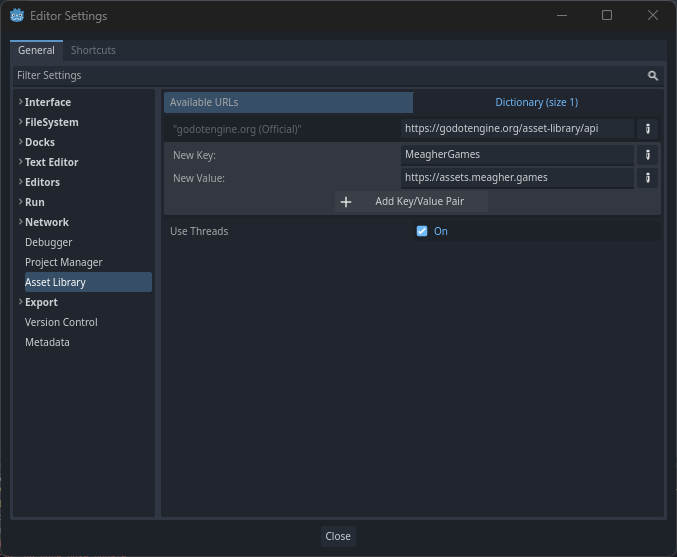 Editor Settings
General Shortcuts
Filter Settings
Interface
FileSystem
Docks
Text Editor
Editors
Run
Network
Debugger
Project Manager
Asset Library
Export
Version Control
Metadata
Available URLs Dictionary (size 1)
"godotengine.org (Official)" https://godotengine.org/asset-library/api
New Key: MeagherGames
New Value: https://assets.meagher.games
Add Key/Value Pair
Use Threads On
Close